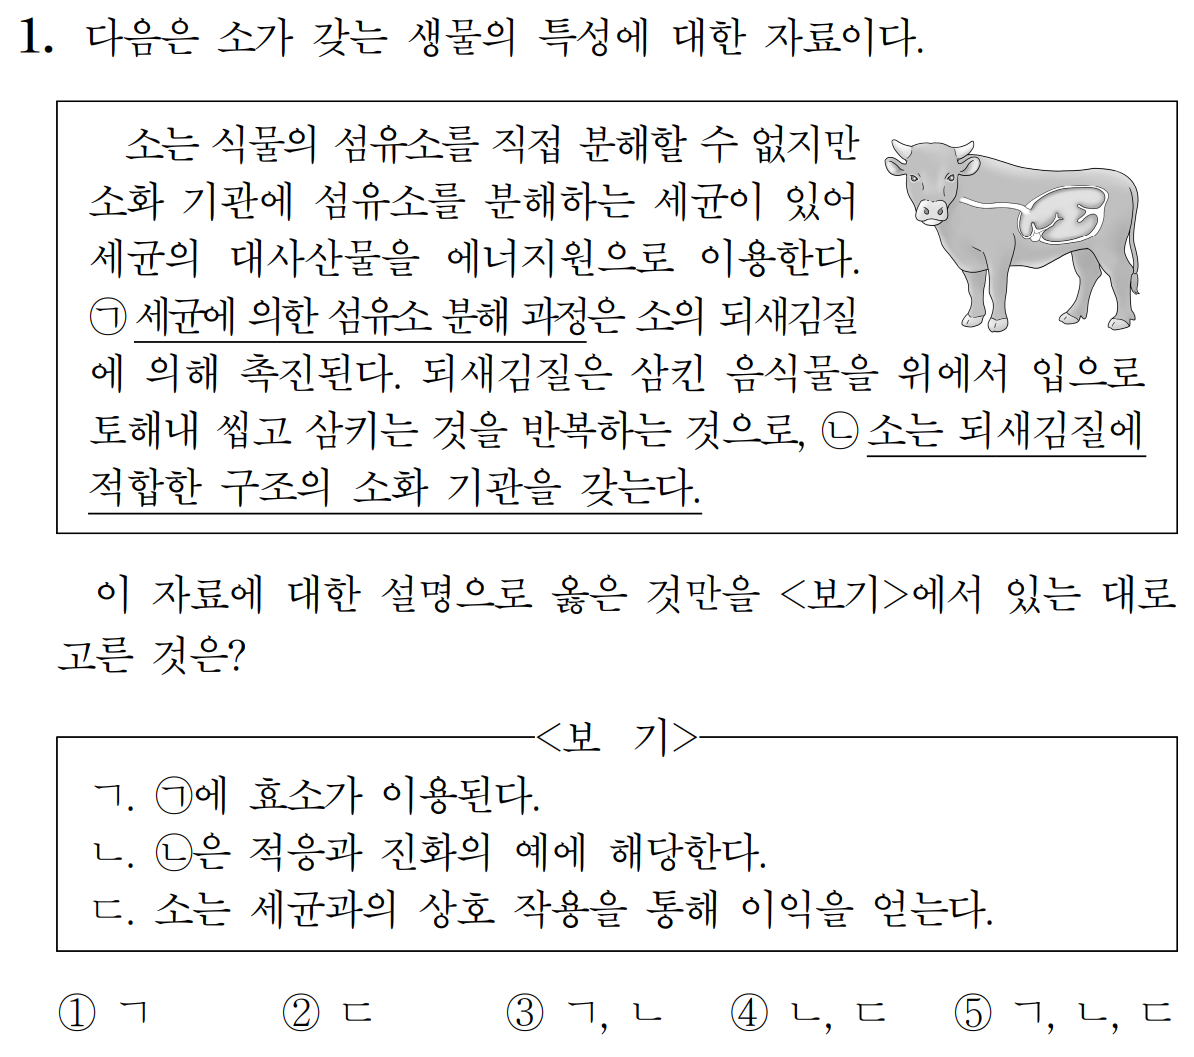 1. 다음은 소가 갖는 생물의 특성에 대한 자료이다.
소는 식물의 섬유소를 직접 분해할 수 없지만
소화 기관에 섬유소를 분해하는 세균이 있어
세균의 대사산물을 에너지원으로 이용한다.
㉠ 세균에 의한 섬유소 분해 과정은 소의 되새김질
에 의해 촉진된다. 되새김질은 삼킨 음식물을 위에서 입으로
토해내 씹고 삼키는 것을 반복하는 것으로, ㉡ 소는 되새김질에
적합한 구조의 소화 기관을 갖는다.
이 자료에 대한 설명으로 옳은 것만을 <보기>에서 있는 대로
고른 것은?
<보 기>
ㄱ. ㉠에 효소가 이용된다.
ㄴ. ㉡은 적응과 진화의 예에 해당한다.
ㄷ. 소는 세균과의 상호 작용을 통해 이익을 얻는다.
① ㄱ ② ㄷ ③ ㄱ, ㄴ ④ ㄴ, ㄷ ⑤ ㄱ, ㄴ, ㄷ